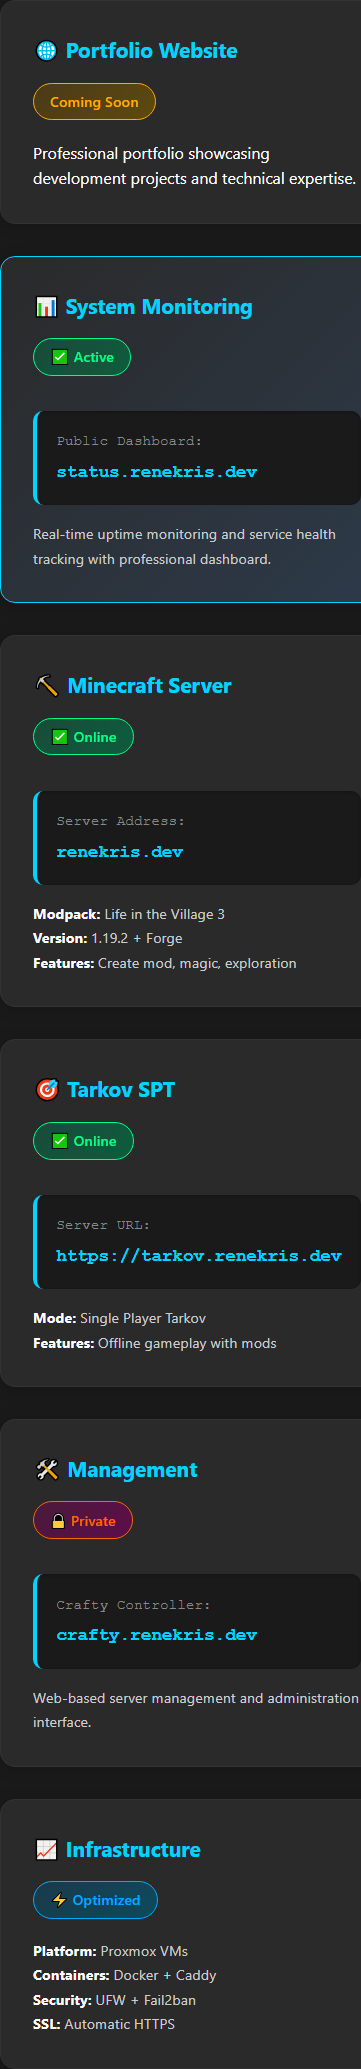 🌐 Portfolio Website
Coming Soon
Professional portfolio showcasing
development projects and technical expertise.
📊 System Monitoring
✅ Active
Public Dashboard:
status.renekris.dev
Real-time uptime monitoring and service health
tracking with professional dashboard.
⛏️ Minecraft Server
✅ Online
Server Address:
renekris.dev
Modpack: Life in the Village 3
Version: 1.19.2 + Forge
Features: Create mod, magic, exploration
🎯 Tarkov SPT
✅ Online
Server URL:
https://tarkov.renekris.dev
Mode: Single Player Tarkov
Features: Offline gameplay with mods
🛠️ Management
🔒 Private
Crafty Controller:
crafty.renekris.dev
Web-based server management and administration
interface.
📈 Infrastructure
⚡ Optimized
Platform: Proxmox VMs
Containers: Docker + Caddy
Security: UFW + Fail2ban
SSL: Automatic HTTPS